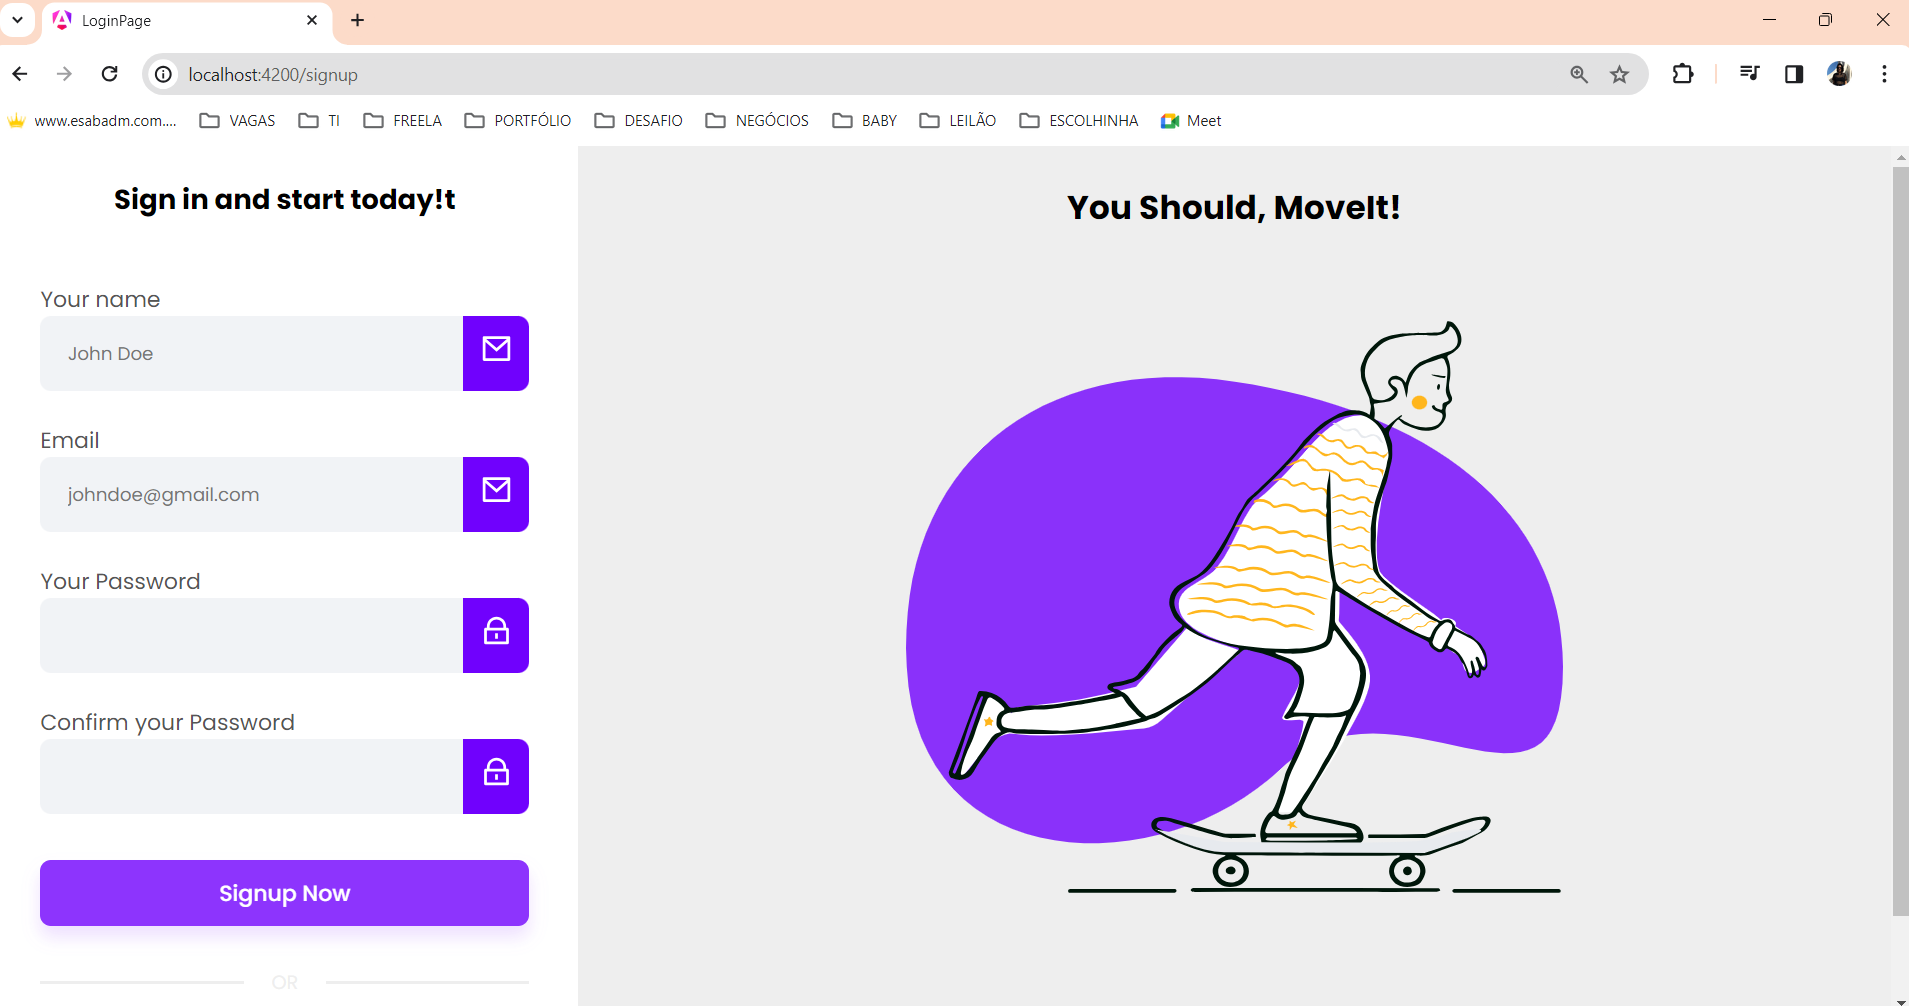 LoginPage
localhost:4200/signup
www.esabadm.com.... VAGAS TI FREELA PORTFÓLIO DESAFIO NEGÓCIOS BABY LEILÃO ESCOLHINHA Meet
Sign in and start today!t
Your name
John Doe
Email
johndoe@gmail.com
Your Password
Confirm your Password
Signup Now
OR
You Should, MoveIt!